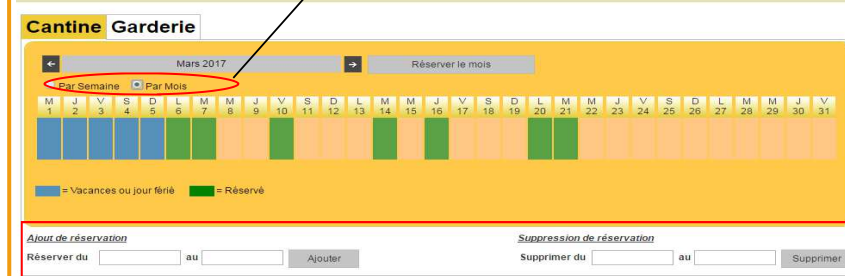 Cantine Garderie
Mars 2017 Réserver le mois
Par Semaine Par Mois
M J V S D L M M J V S D L M M J V S D L M M J V S D L M M J V
1 2 3 4 5 6 7 8 9 10 11 12 13 14 15 16 17 18 19 20 21 22 23 24 25 26 27 28 29 30 31
= Vacances ou jour férié = Réservé
Ajout de réservation Suppression de réservation
Réserver du au Ajouter Supprimer du au Supprimer